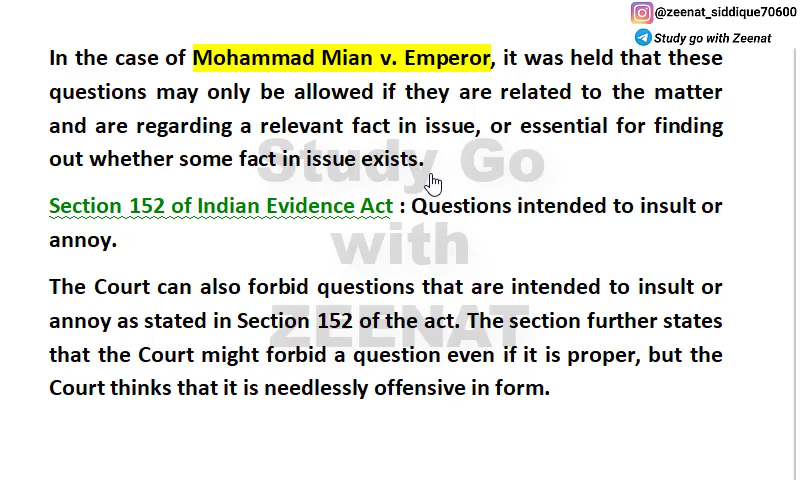 @zeenat_siddique70600
Study go with Zeenat
In the case of Mohammad Mian v. Emperor, it was held that these
questions may only be allowed if they are related to the matter
and are regarding a relevant fact in issue, or essential for finding
out whether some fact in issue exists.
Study Go
Section 152 of Indian Evidence Act : Questions intended to insult or
annoy.
with
The Court can also forbid questions that are intended to insult or
annoy as stated in Section 152 of the act. The section further states
ZEENAT
that the Court might forbid a question even if it is proper, but the
Court thinks that it is needlessly offensive in form.